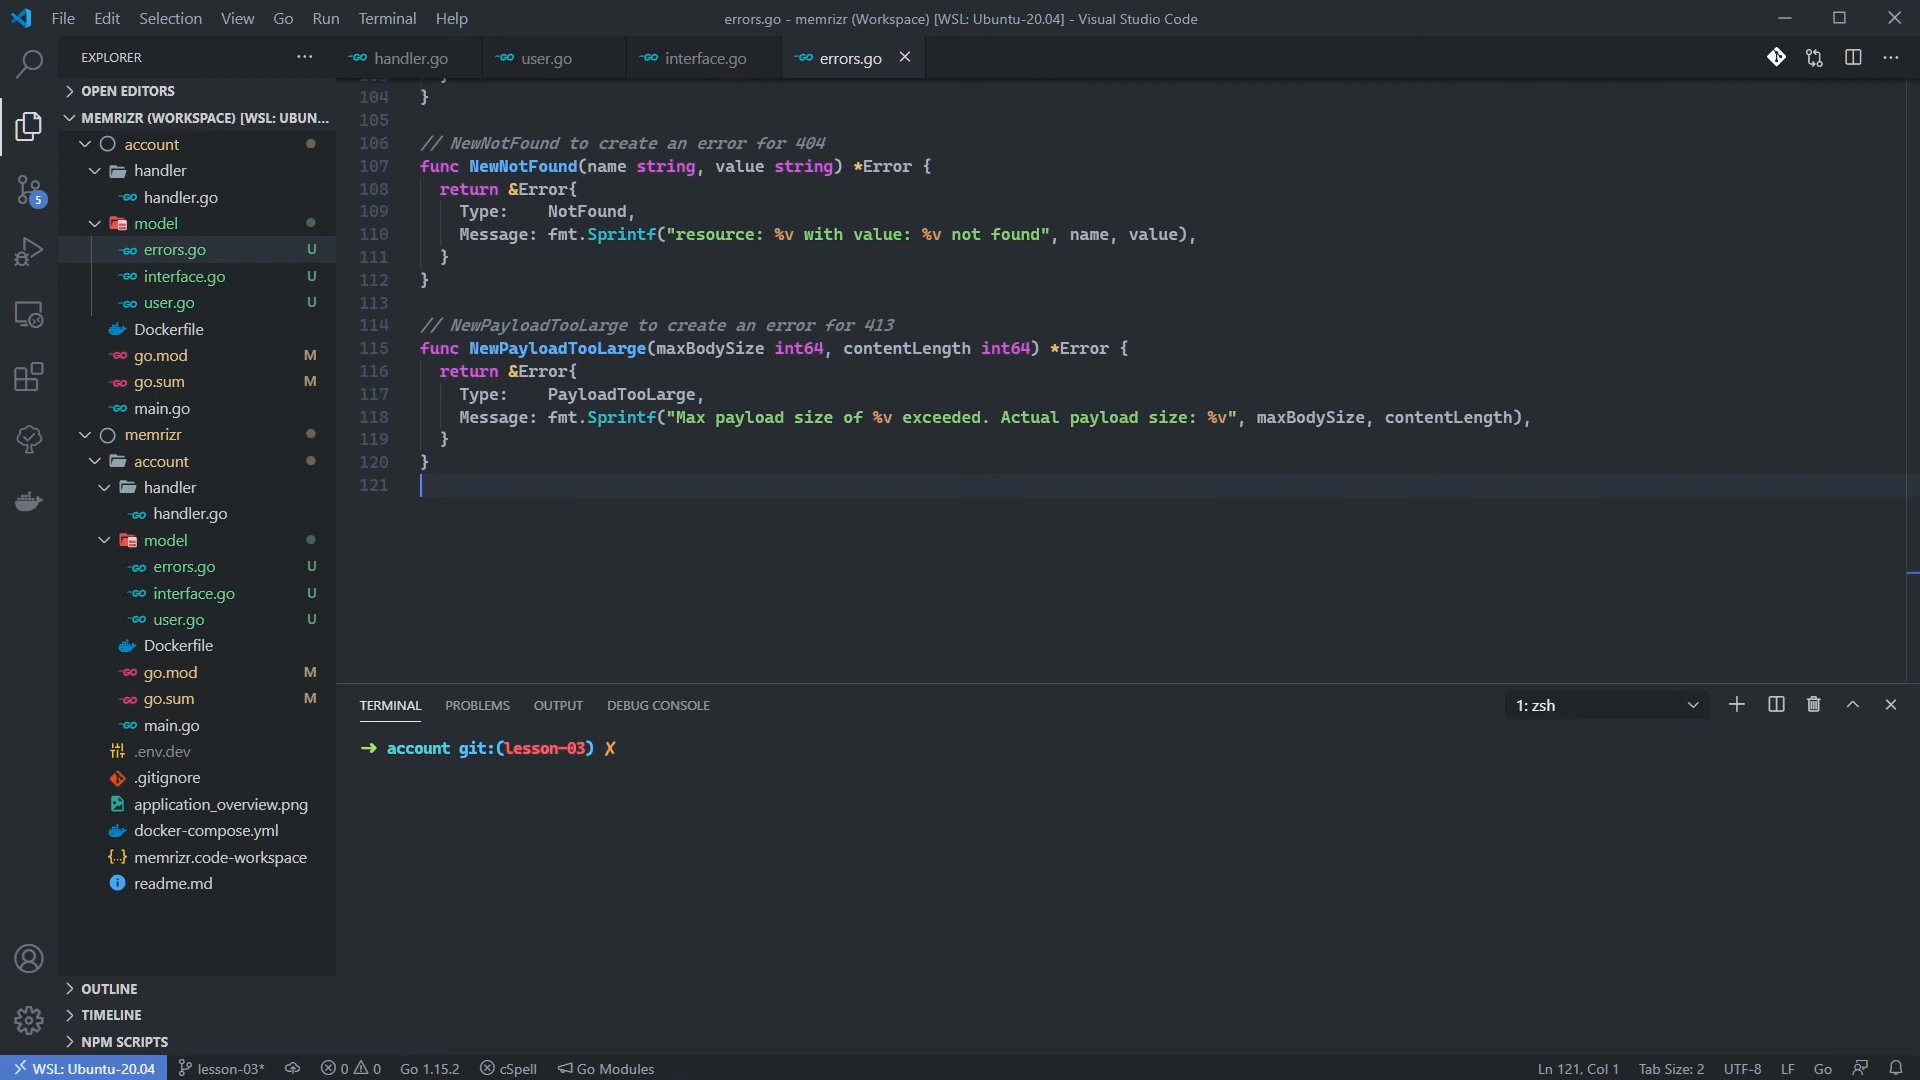 File Edit Selection View Go Run Terminal Help
errors.go - memrizr (Workspace) [WSL: Ubuntu-20.04] - Visual Studio Code
EXPLORER
handler.go
user.go
interface.go
errors.go
OPEN EDITORS
MEMRIZR (WORKSPACE) [WSL: UBUN...
account
handler
handler.go
model
errors.go U
interface.go U
user.go U
Dockerfile
go.mod M
go.sum M
main.go
memrizr
account
handler
handler.go
model
errors.go U
interface.go U
user.go U
Dockerfile
go.mod M
go.sum M
main.go
.env.dev
.gitignore
application_overview.png
docker-compose.yml
memrizr.code-workspace
readme.md
OUTLINE
TIMELINE
NPM SCRIPTS
5
103 }
104 }
105
106 // NewNotFound to create an error for 404
107 func NewNotFound(name string, value string) *Error {
108 return &Error{
109 Type: NotFound,
110 Message: fmt.Sprintf("resource: %v with value: %v not found", name, value),
111 }
112 }
113
114 // NewPayloadTooLarge to create an error for 413
115 func NewPayloadTooLarge(maxBodySize int64, contentLength int64) *Error {
116 return &Error{
117 Type: PayloadTooLarge,
118 Message: fmt.Sprintf("Max payload size of %v exceeded. Actual payload size: %v", maxBodySize, contentLength),
119 }
120 }
121
TERMINAL PROBLEMS OUTPUT DEBUG CONSOLE
1: zsh
➜ account git:(lesson-03) ✗
WSL: Ubuntu-20.04 lesson-03* 0 0 Go 1.15.2 cSpell Go Modules
Ln 121, Col 1 Tab Size: 2 UTF-8 LF Go